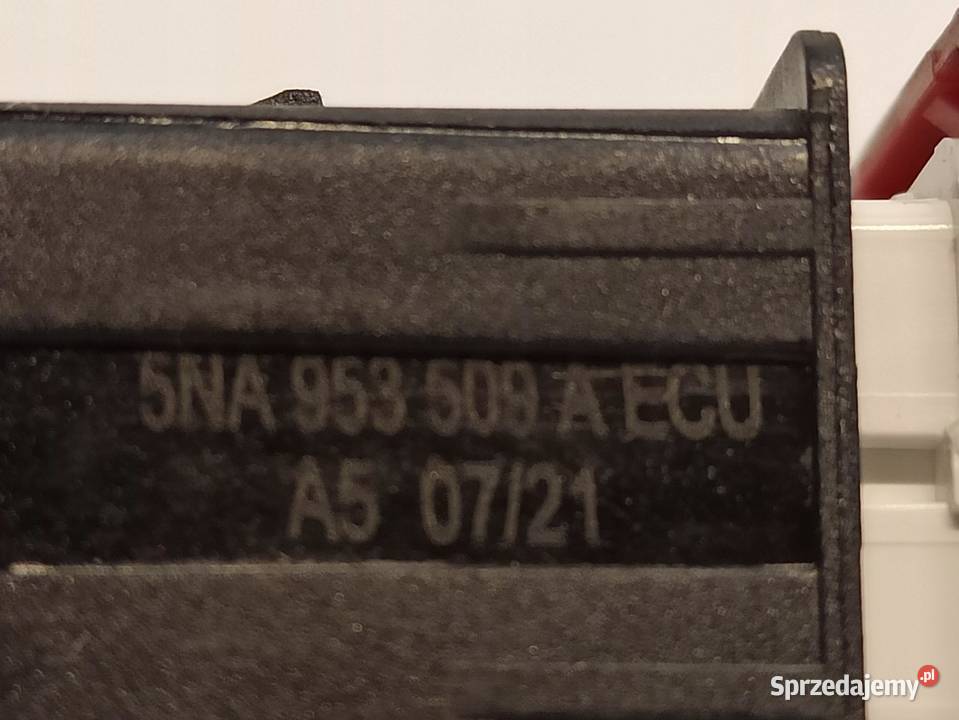 5NA 953 509 A ECU
A5 07/21
Sprzedajemy.pl